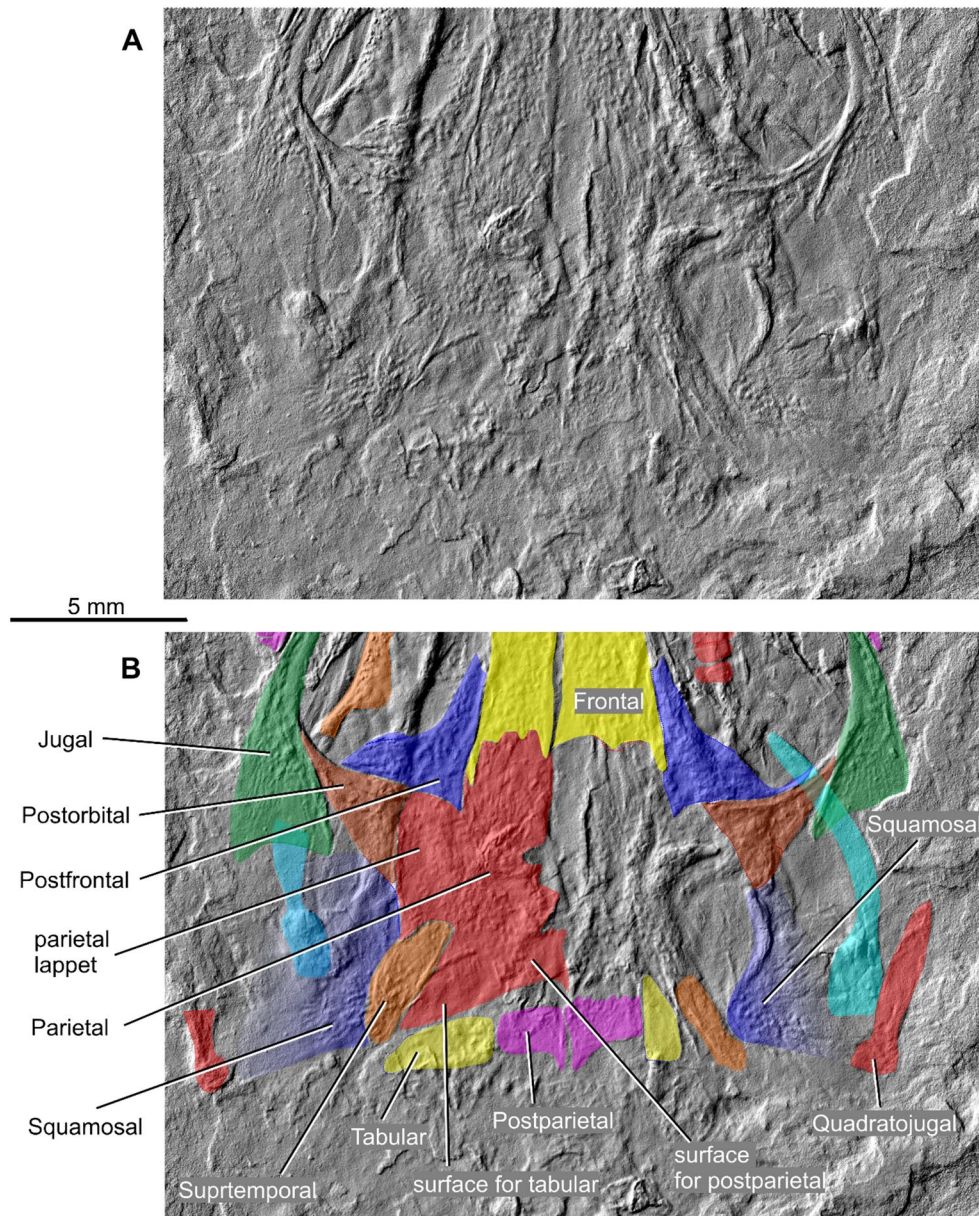 A
5 mm
B
Frontal
Jugal
Postorbital
Squamosal
Postfrontal
parietal
lappet
Parietal
Squamosal
Tabular
Postparietal
Quadratojugal
Suprtemporal
surface for tabular
surface
for postparietal